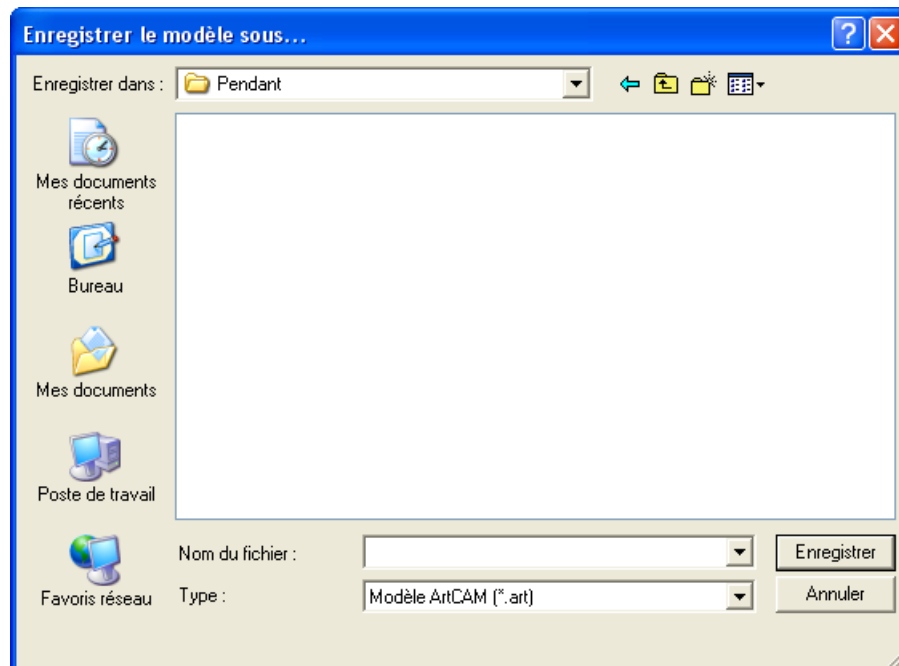 Enregistrer le modèle sous...
Enregistrer dans :
Pendant
Mes documents
récents
Bureau
Mes documents
Poste de travail
Favoris réseau
Nom du fichier :
Enregistrer
Type :
Modèle ArtCAM (*.art)
Annuler